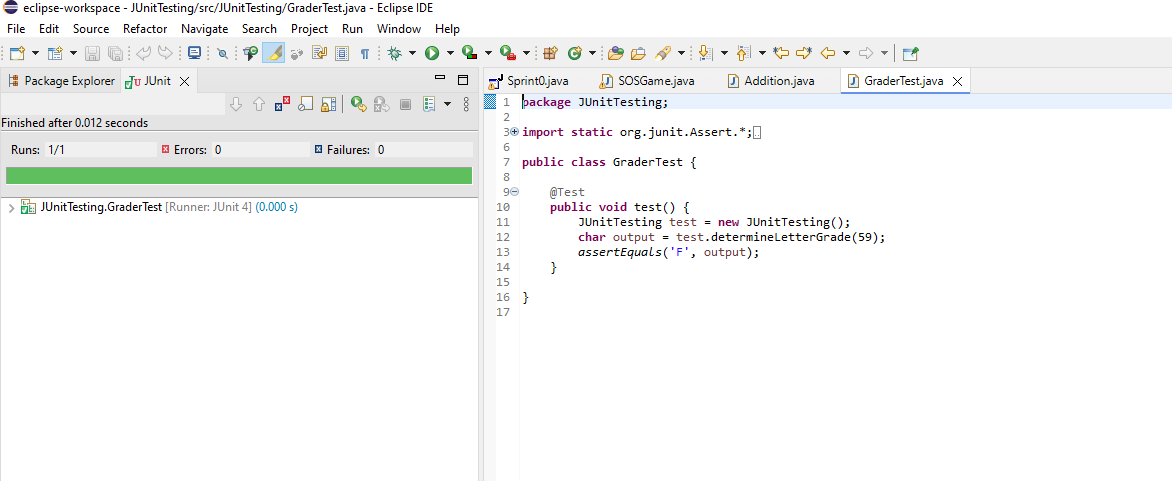 eclipse-workspace - JUnitTesting/src/JUnitTesting/GraderTest.java - Eclipse IDE
File Edit Source Refactor Navigate Search Project Run Window Help
Package Explorer JUnit
Finished after 0.012 seconds
Runs: 1/1 Errors: 0 Failures: 0
JUnitTesting.GraderTest [Runner: JUnit 4] (0.000 s)
Sprint0.java SOSGame.java Addition.java GraderTest.java
1 package JUnitTesting;
2
3 import static org.junit.Assert.*;
6
7 public class GraderTest {
8
9 @Test
10 public void test() {
11 JUnitTesting test = new JUnitTesting();
12 char output = test.determineLetterGrade(59);
13 assertEquals('F', output);
14 }
15
16 }
17